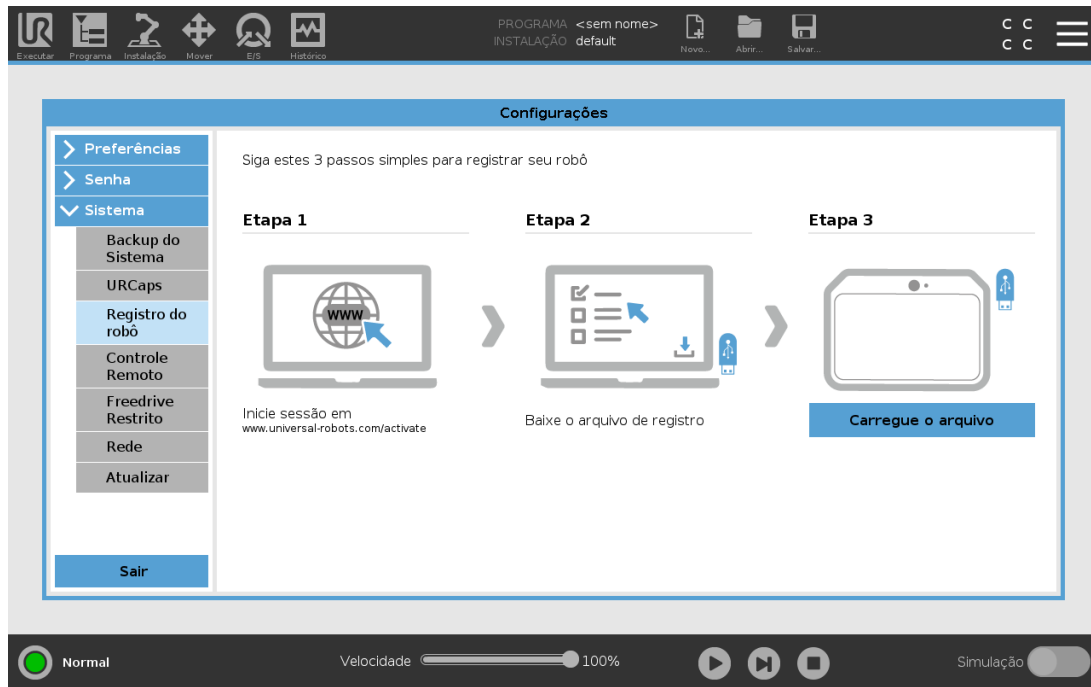 UR
PROGRAMA <sem nome>
INSTALAÇÃO default
Executar Programa Instalação Mover E/S Histórico Novo... Abrir... Salvar...
C C
C C
Configurações
Preferências
Senha
Sistema
Backup do
Sistema
URCaps
Registro do
robô
Controle
Remoto
Freedrive
Restrito
Rede
Atualizar
Sair
Siga estes 3 passos simples para registrar seu robô
Etapa 1
www
Inicie sessão em
www.universal-robots.com/activate
Etapa 2
Baixe o arquivo de registro
Etapa 3
Carregue o arquivo
Normal Velocidade 100% Simulação